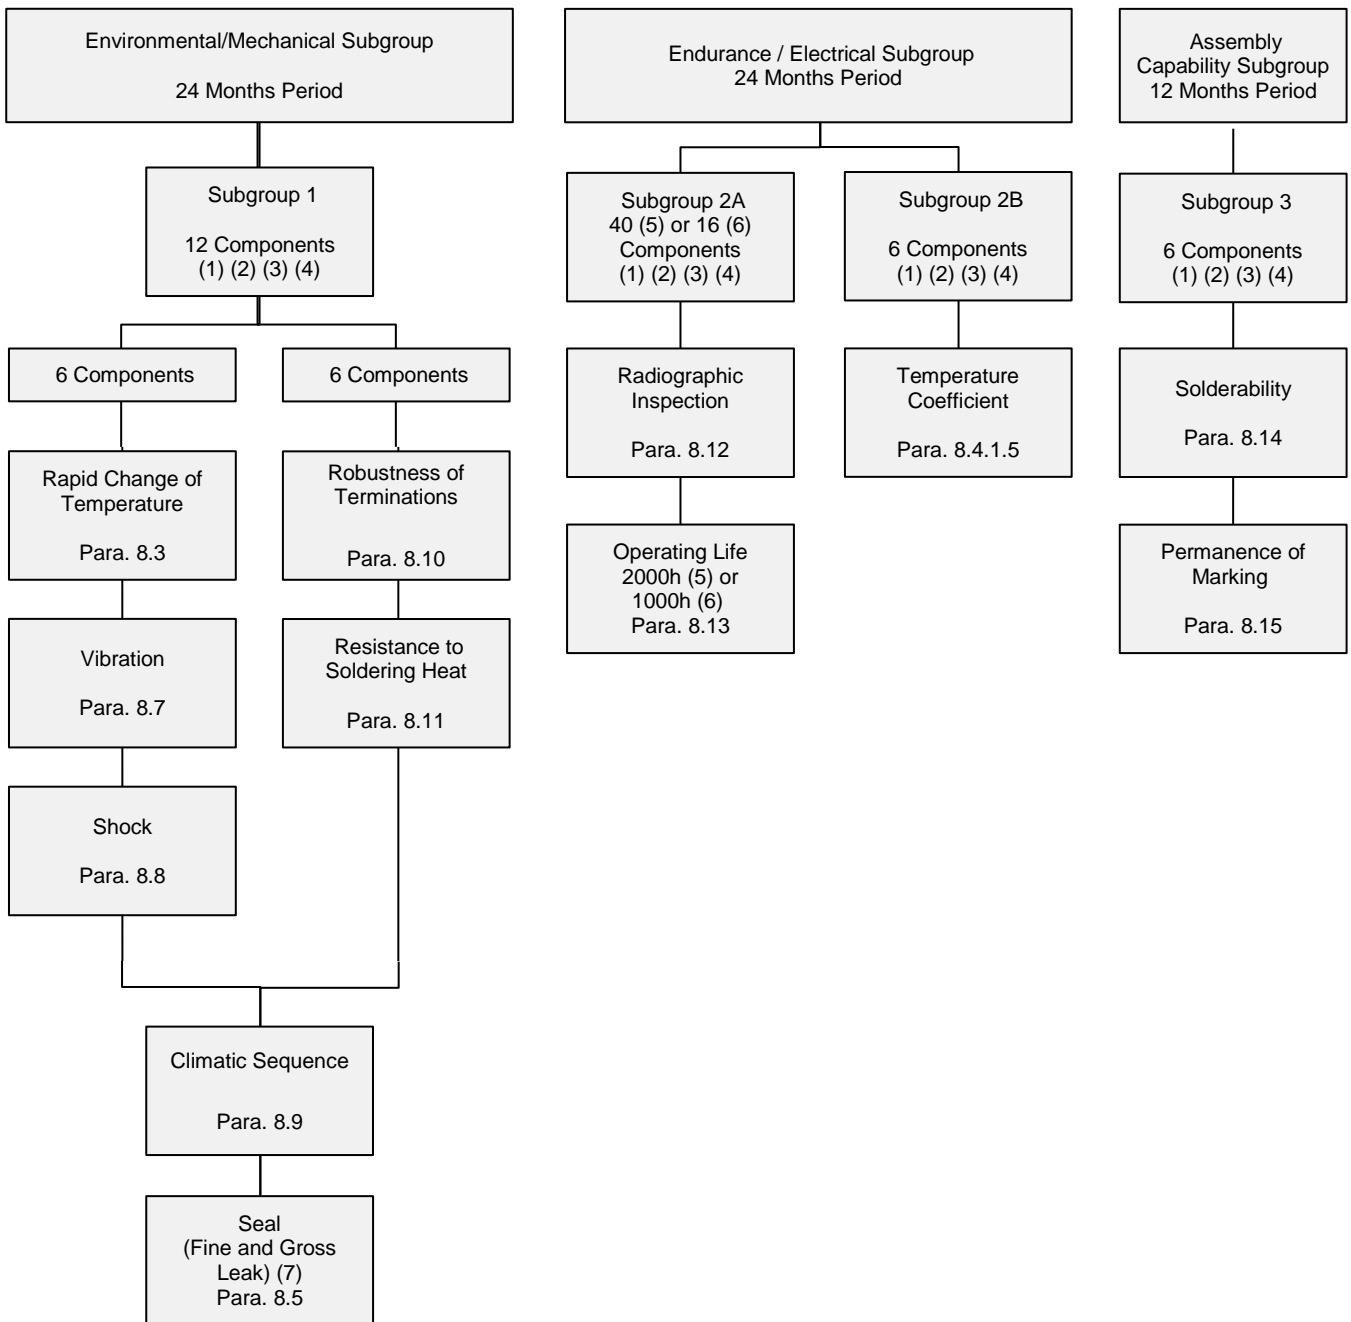 Environmental/Mechanical Subgroup
24 Months Period
Endurance / Electrical Subgroup
24 Months Period
Assembly
Capability Subgroup
12 Months Period
Subgroup 1
12 Components
(1) (2) (3) (4)
Subgroup 2A
40 (5) or 16 (6)
Components
(1) (2) (3) (4)
Subgroup 2B
6 Components
(1) (2) (3) (4)
Subgroup 3
6 Components
(1) (2) (3) (4)
6 Components
6 Components
Radiographic
Inspection
Para. 8.12
Temperature
Coefficient
Para. 8.4.1.5
Solderability
Para. 8.14
Rapid Change of
Temperature
Para. 8.3
Robustness of
Terminations
Para. 8.10
Operating Life
2000h (5) or
1000h (6)
Para. 8.13
Permanence of
Marking
Para. 8.15
Vibration
Para. 8.7
Resistance to
Soldering Heat
Para. 8.11
Shock
Para. 8.8
Climatic Sequence
Para. 8.9
Seal
(Fine and Gross
Leak) (7)
Para. 8.5